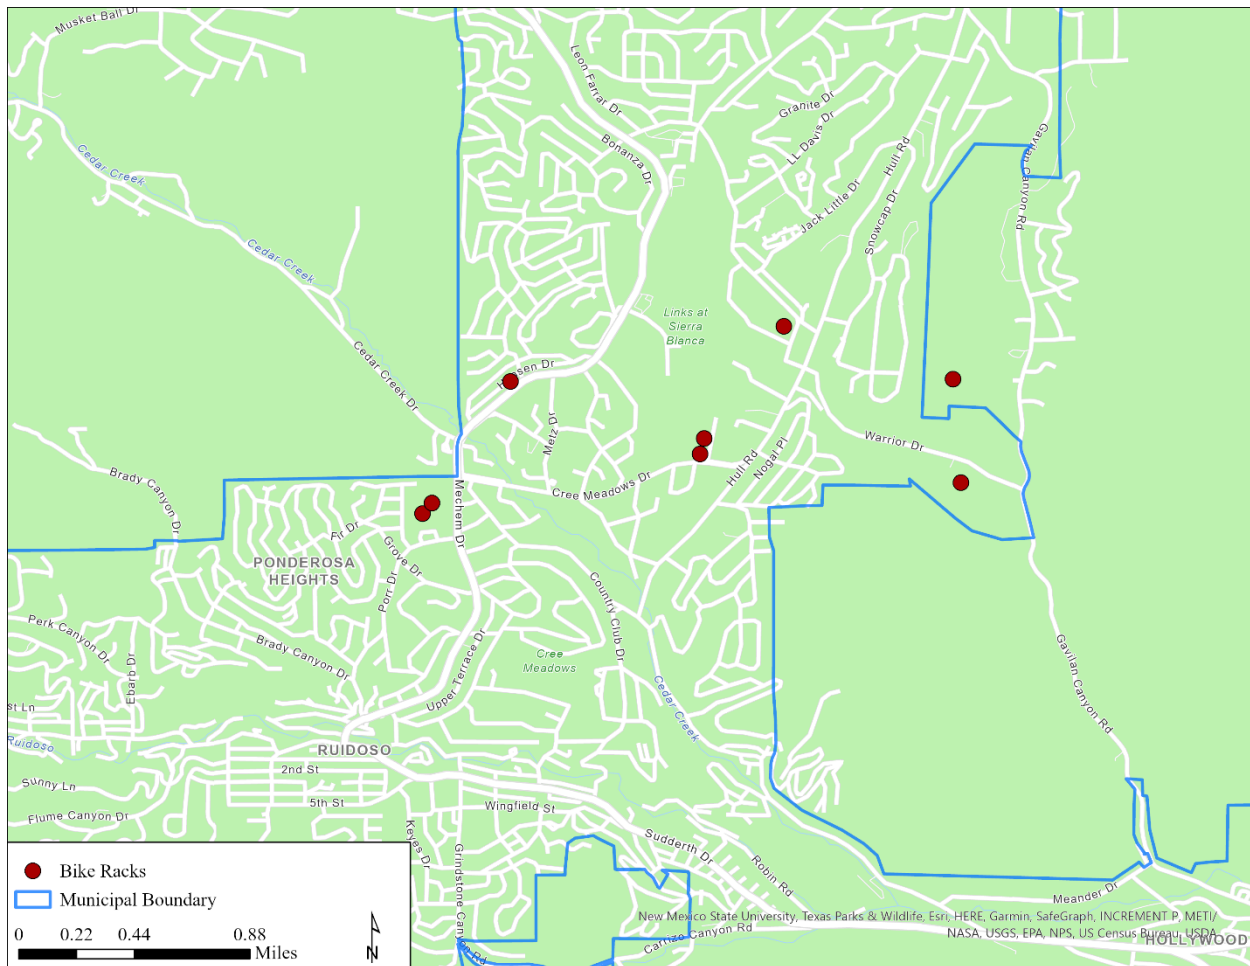 Musket Ball Dr
Leon Farrar Dr
Granite Dr
LL Davis Dr
Bonanza Dr
Hull Rd
Gavilan Canyon Rd
Cedar Creek
Jack Little Dr
Snowcap Dr
Cedar Creek
Links at
Sierra
Blanca
Cedar Creek Dr
Metz Dr
Warrior Dr
Brady Canyon Dr
Mechem Dr
Cree Meadows Dr
Hull Rd
Nogal Pl
Fir Dr
Grove Dr
PONDEROSA
HEIGHTS
Porr Dr
Country Club Dr
Perk Canyon Dr
Ebarb Dr
Brady Canyon Dr
Upper Terrace Dr
Cree
Meadows
Cedar Creek
Gavilan Canyon Rd
st Ln
Ruidoso
RUIDOSO
2nd St
Sunny Ln
5th St
Wingfield St
Flume Canyon Dr
Keyes Dr
Grindstone Canyon Rd
Sudderth Dr
Robin Rd
Meander Dr
Carrizo Canyon Rd
HOLLYWOOD
Bike Racks
Municipal Boundary
0 0.22 0.44 0.88
Miles
N
New Mexico State University, Texas Parks & Wildlife, Esri, HERE, Garmin, SafeGraph, INCREMENT P, METI/
NASA, USGS, EPA, NPS, US Census Bureau, USDA